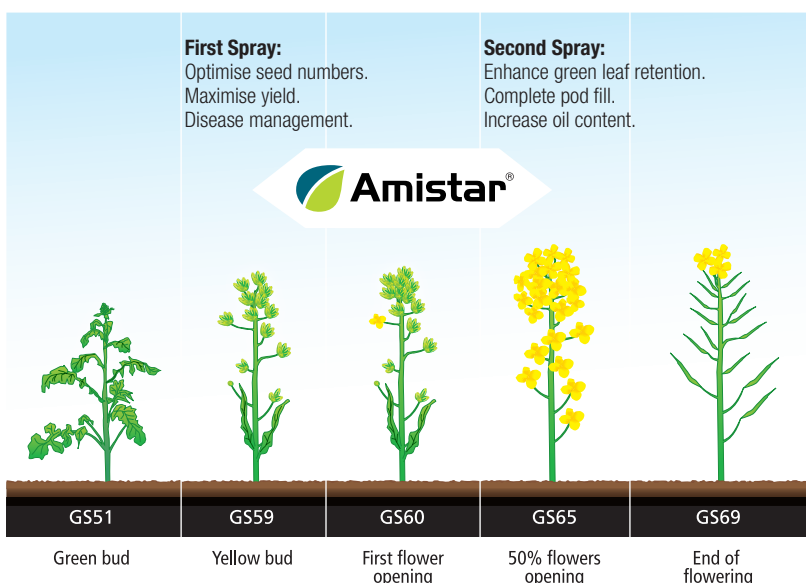 First Spray:
Optimise seed numbers.
Maximise yield.
Disease management.
Second Spray:
Enhance green leaf retention.
Complete pod fill.
Increase oil content.
Amistar®
GS51
GS59
GS60
GS65
GS69
Green bud
Yellow bud
First flower
opening
50% flowers
opening
End of
flowering